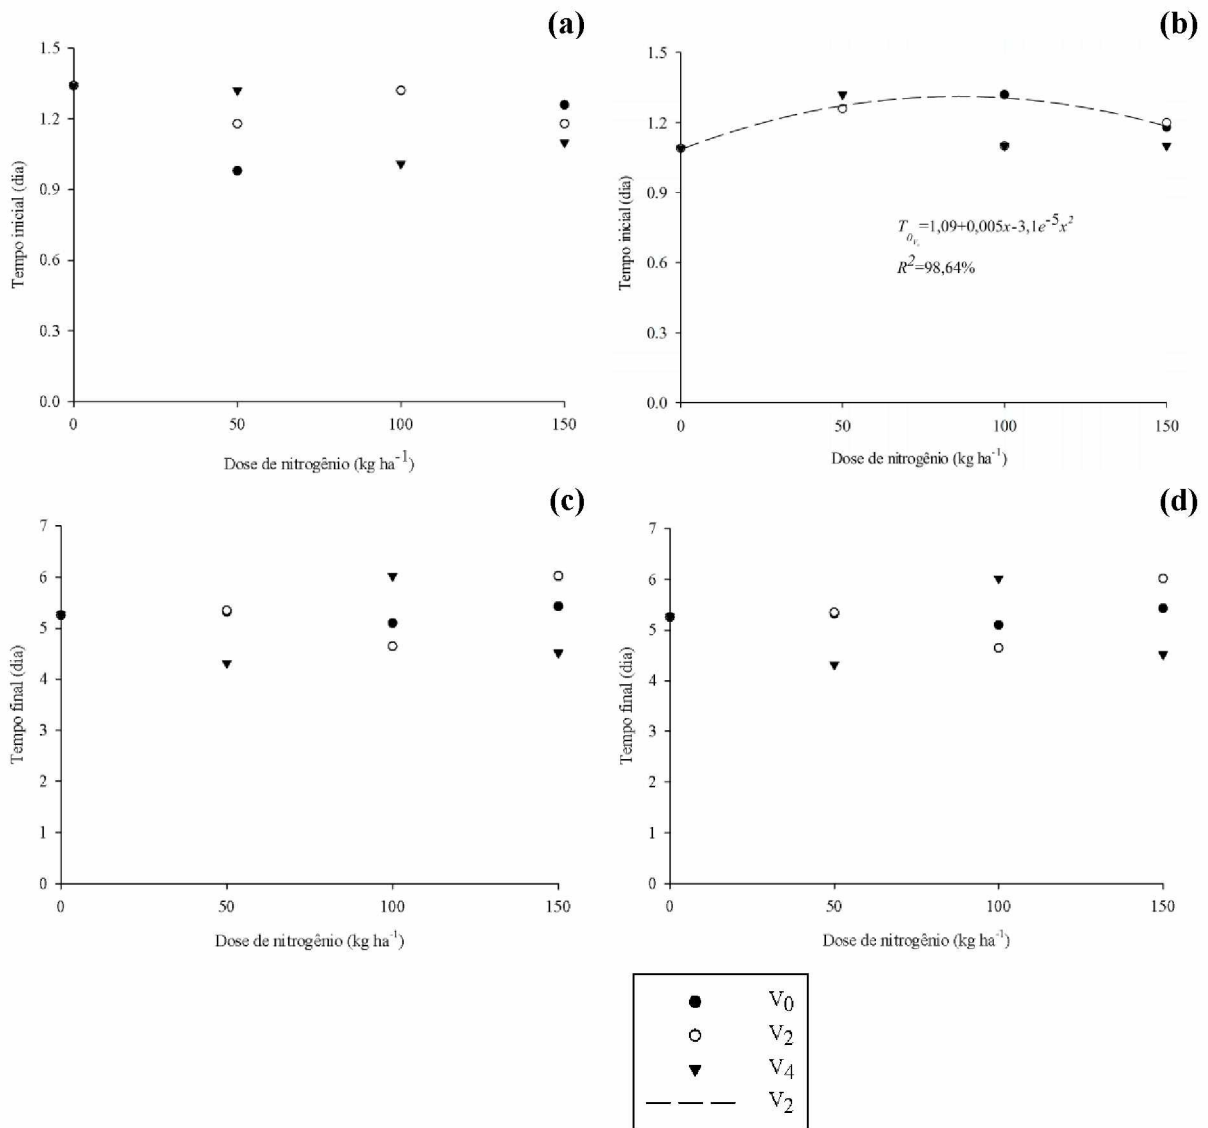 (a)
1.5
1.2
0.9
0.6
0.3
0.0
Tempo inicial (dia)
0 50 100 150
Dose de nitrogênio (kg ha-1)
(b)
1.5
1.2
0.9
0.6
0.3
0.0
Tempo inicial (dia)
T0V =1,09+0,005x-3,1e-5x2
R2=98,64%
0 50 100 150
Dose de nitrogênio (kg ha-1)
(c)
7
6
5
4
3
2
1
0
Tempo final (dia)
0 50 100 150
Dose de nitrogênio (kg ha-1)
(d)
7
6
5
4
3
2
1
0
Tempo final (dia)
0 50 100 150
Dose de nitrogênio (kg ha-1)
V0
V2
V4
V2